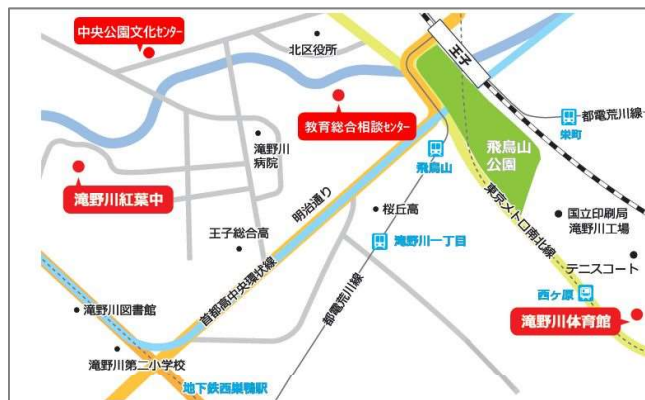 中央公園文化センター
北区役所
王子
都電荒川線
栄町
教育総合相談センター
飛鳥山
飛鳥山
公園
滝野川
病院
滝野川紅葉中
明治通り
桜丘高
東京メトロ南北線
国立印刷局
滝野川工場
王子総合高
滝野川一丁目
テニスコート
首都高中央環状線
都電荒川線
西ヶ原
滝野川体育館
滝野川図書館
滝野川第二小学校
地下鉄西巣鴨駅